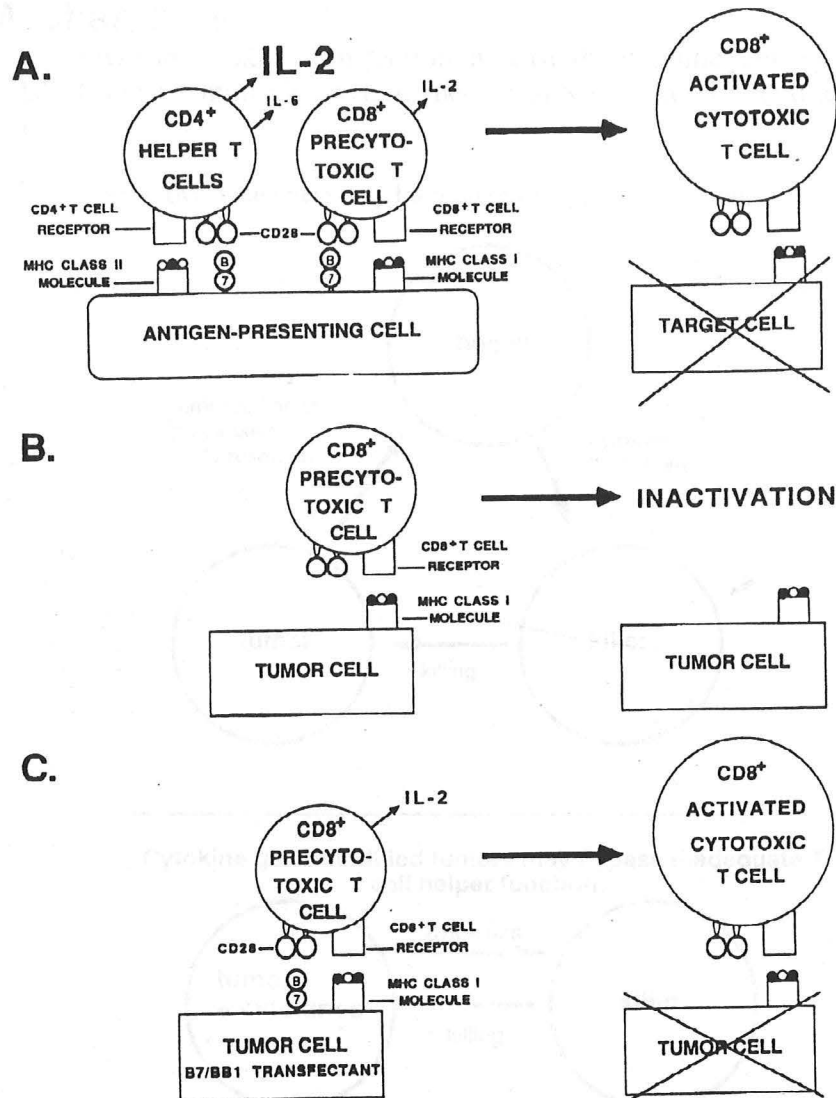 A.
IL-2
IL-6
CD4+
HELPER T
CELLS
IL-2
CD8+
PRECYTO-
TOXIC T
CELL
CD8+
ACTIVATED
CYTOTOXIC
T CELL
CD4+ T CELL
RECEPTOR
CD28
CD8+ T CELL
RECEPTOR
MHC CLASS II
MOLECULE
B
7
B
7
MHC CLASS I
MOLECULE
ANTIGEN-PRESENTING CELL
TARGET CELL
B.
CD8+
PRECYTO-
TOXIC T
CELL
INACTIVATION
CD8+ T CELL
RECEPTOR
MHC CLASS I
MOLECULE
TUMOR CELL
TUMOR CELL
C.
IL-2
CD8+
PRECYTO-
TOXIC T
CELL
CD8+
ACTIVATED
CYTOTOXIC
T CELL
CD28
CD8+ T CELL
RECEPTOR
B
7
MHC CLASS I
MOLECULE
TUMOR CELL
B7/BB1 TRANSFECTANT
TUMOR CELL